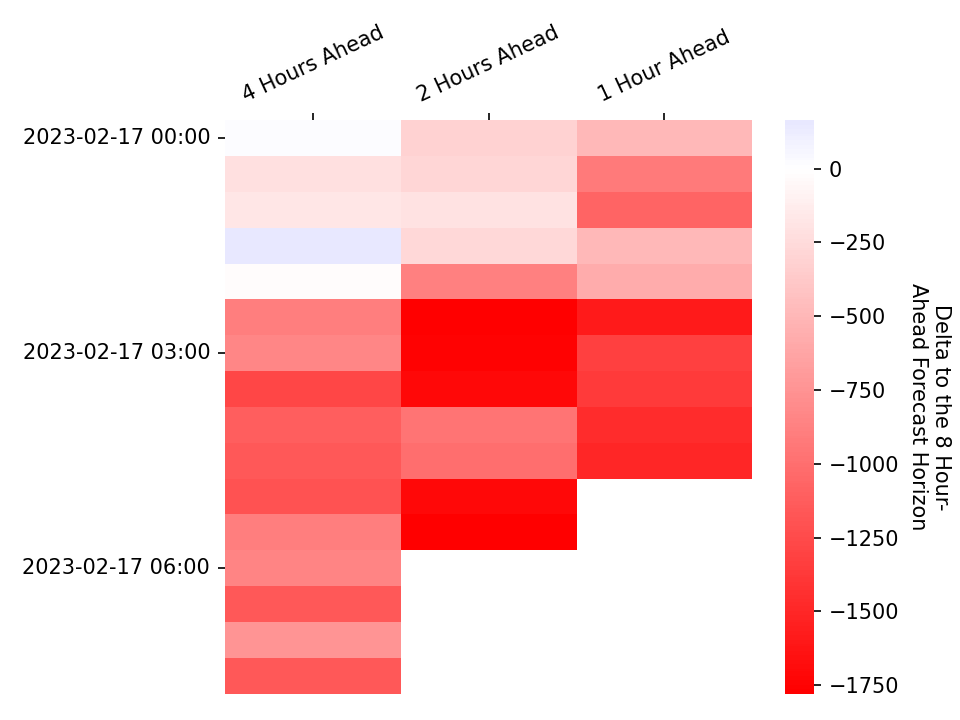 4 Hours Ahead
2 Hours Ahead
1 Hour Ahead
2023-02-17 00:00
2023-02-17 03:00
2023-02-17 06:00
0
−250
−500
−750
−1000
−1250
−1500
−1750
Delta to the 8 Hour-
Ahead Forecast Horizon